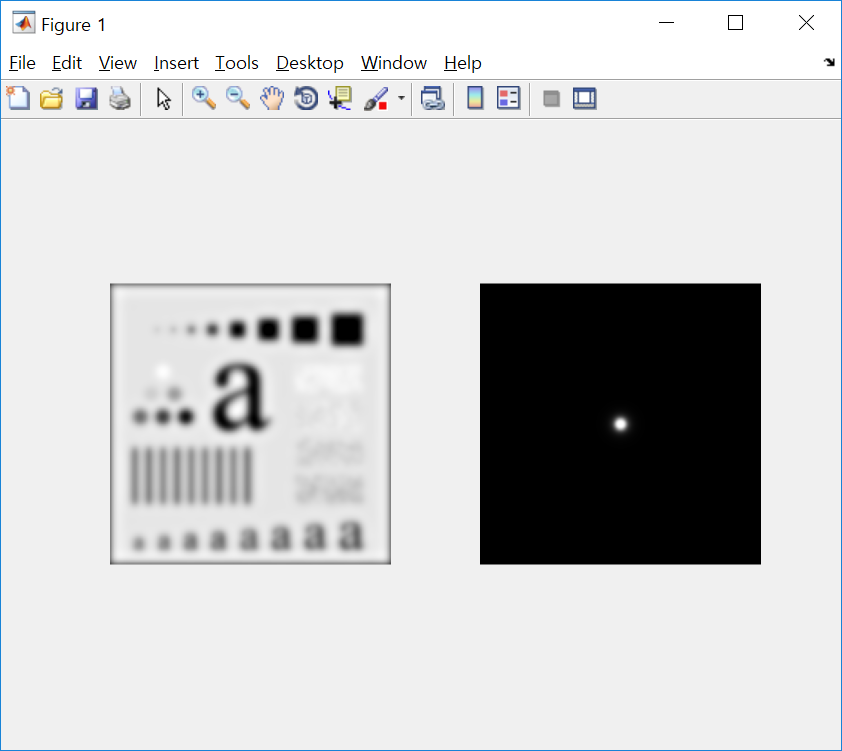 Figure 1
File Edit View Insert Tools Desktop Window Help
a
a a a a a a a a